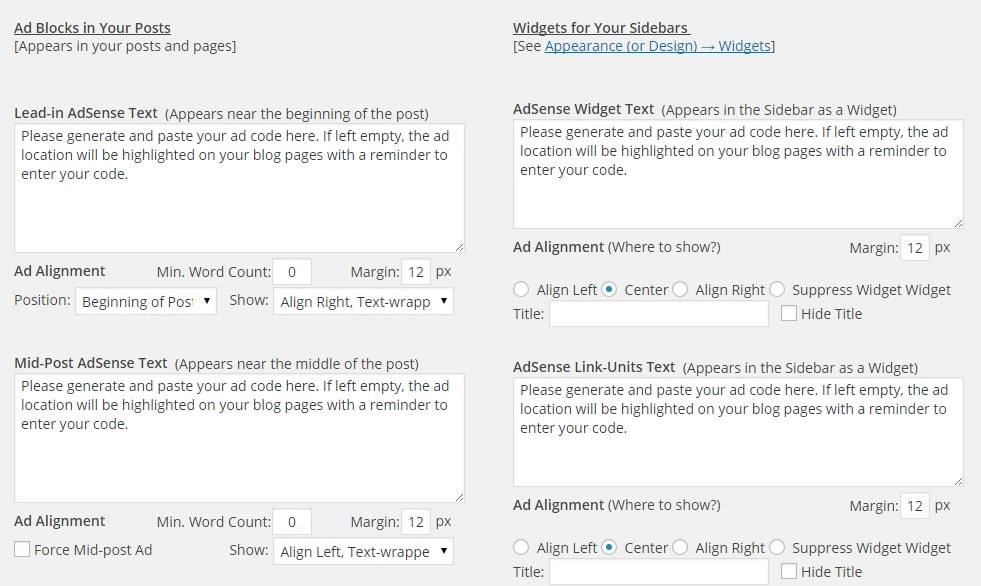 Ad Blocks in Your Posts
[Appears in your posts and pages]
Lead-in AdSense Text (Appears near the beginning of the post)
Please generate and paste your ad code here. If left empty, the ad
location will be highlighted on your blog pages with a reminder to
enter your code.
Ad Alignment Min. Word Count: 0 Margin: 12 px
Position: Beginning of Post Show: Align Right, Text-wrapp
Mid-Post AdSense Text (Appears near the middle of the post)
Please generate and paste your ad code here. If left empty, the ad
location will be highlighted on your blog pages with a reminder to
enter your code.
Ad Alignment Min. Word Count: 0 Margin: 12 px
Force Mid-post Ad Show: Align Left, Text-wrappe
Widgets for Your Sidebars
[See Appearance (or Design) → Widgets]
AdSense Widget Text (Appears in the Sidebar as a Widget)
Please generate and paste your ad code here. If left empty, the ad
location will be highlighted on your blog pages with a reminder to
enter your code.
Ad Alignment (Where to show?) Margin: 12 px
Align Left Center Align Right Suppress Widget Widget
Title: Hide Title
AdSense Link-Units Text (Appears in the Sidebar as a Widget)
Please generate and paste your ad code here. If left empty, the ad
location will be highlighted on your blog pages with a reminder to
enter your code.
Ad Alignment (Where to show?) Margin: 12 px
Align Left Center Align Right Suppress Widget Widget
Title: Hide Title